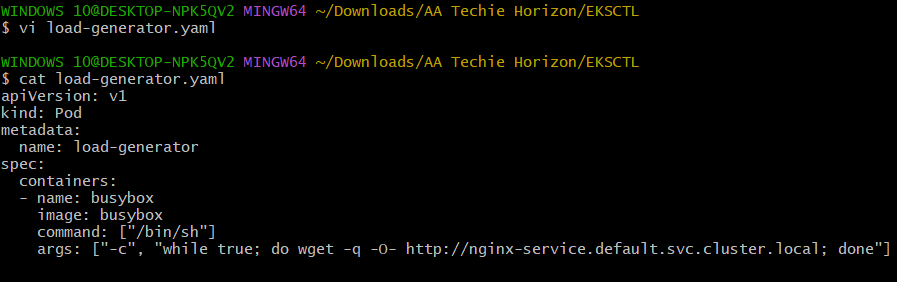 WINDOWS 10@DESKTOP-NPK5QV2 MINGW64 ~/Downloads/AA Techie Horizon/EKSCTL
$ vi load-generator.yaml
WINDOWS 10@DESKTOP-NPK5QV2 MINGW64 ~/Downloads/AA Techie Horizon/EKSCTL
$ cat load-generator.yaml
apiVersion: v1
kind: Pod
metadata:
  name: load-generator
spec:
  containers:
  - name: busybox
    image: busybox
    command: ["/bin/sh"]
    args: ["-c", "while true; do wget -q -O- http://nginx-service.default.svc.cluster.local; done"]